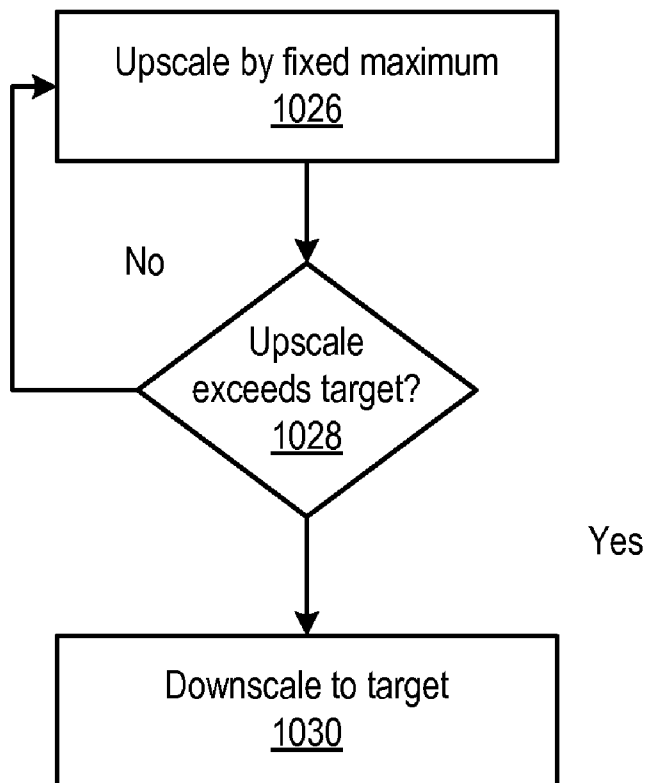 Upscale by fixed maximum
1026
No
Upscale
exceeds target?
1028
Yes
Downscale to target
1030